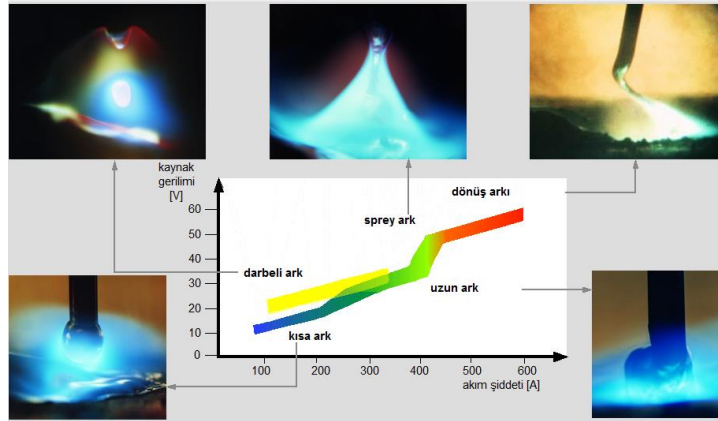 kaynak
gerilimi
[V]
dönüş arkı
sprey ark
60
50
40
darbeli ark
30
uzun ark
20
10
kısa ark
0
100 200 300 400 500 600
akım şiddeti [A]